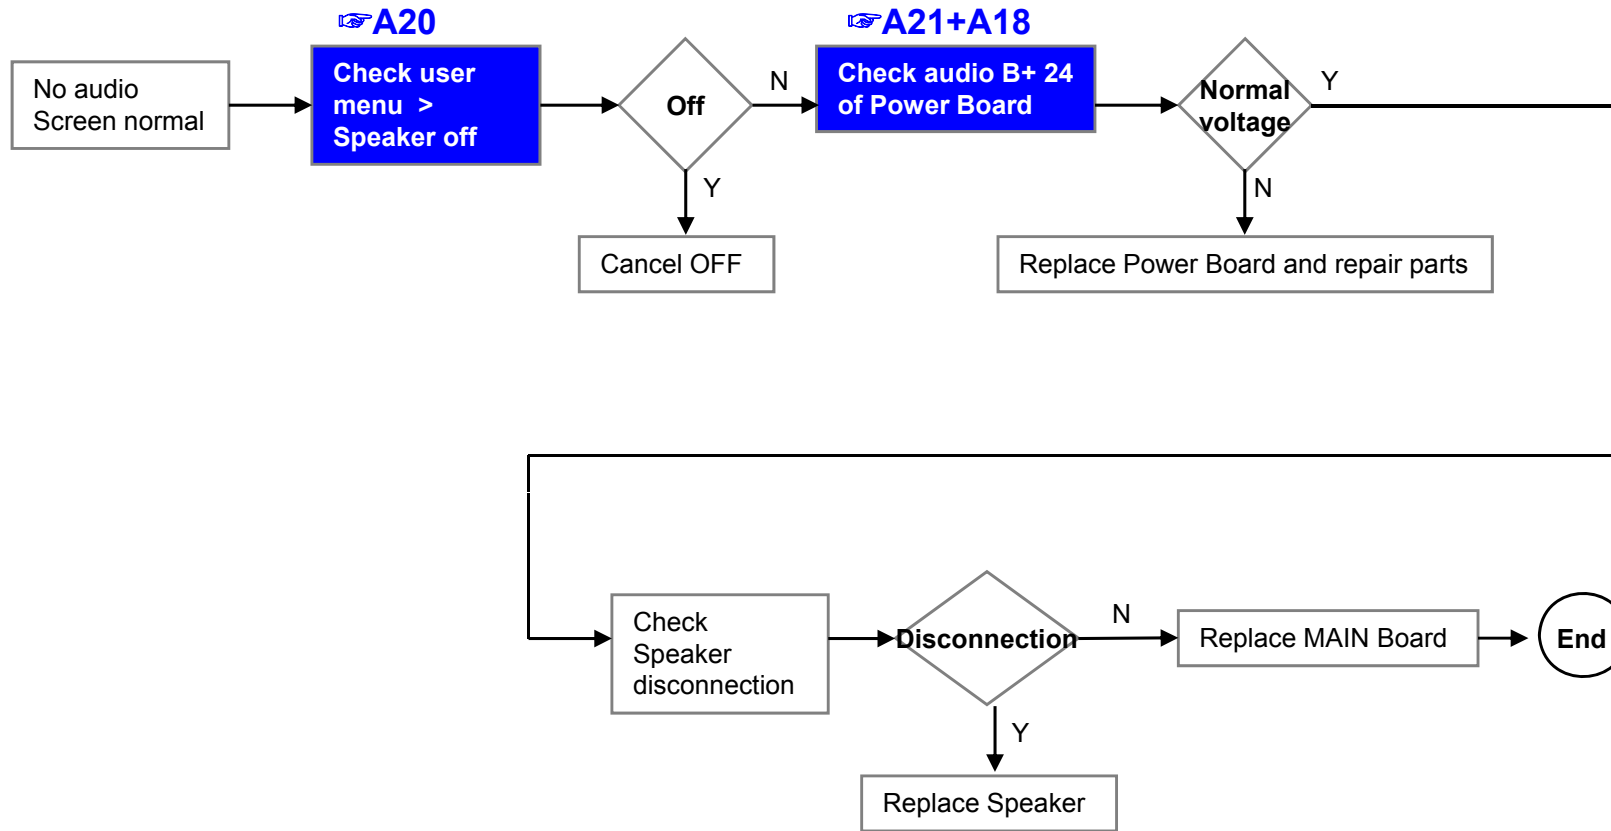 ☞A20
☞A21+A18
No audio
Screen normal
Check user
menu >
Speaker off
Off
N
Check audio B+ 24
of Power Board
Normal
voltage
Y
Y
N
Cancel OFF
Replace Power Board and repair parts
Check
Speaker
disconnection
Disconnection
N
Replace MAIN Board
End
Y
Replace Speaker